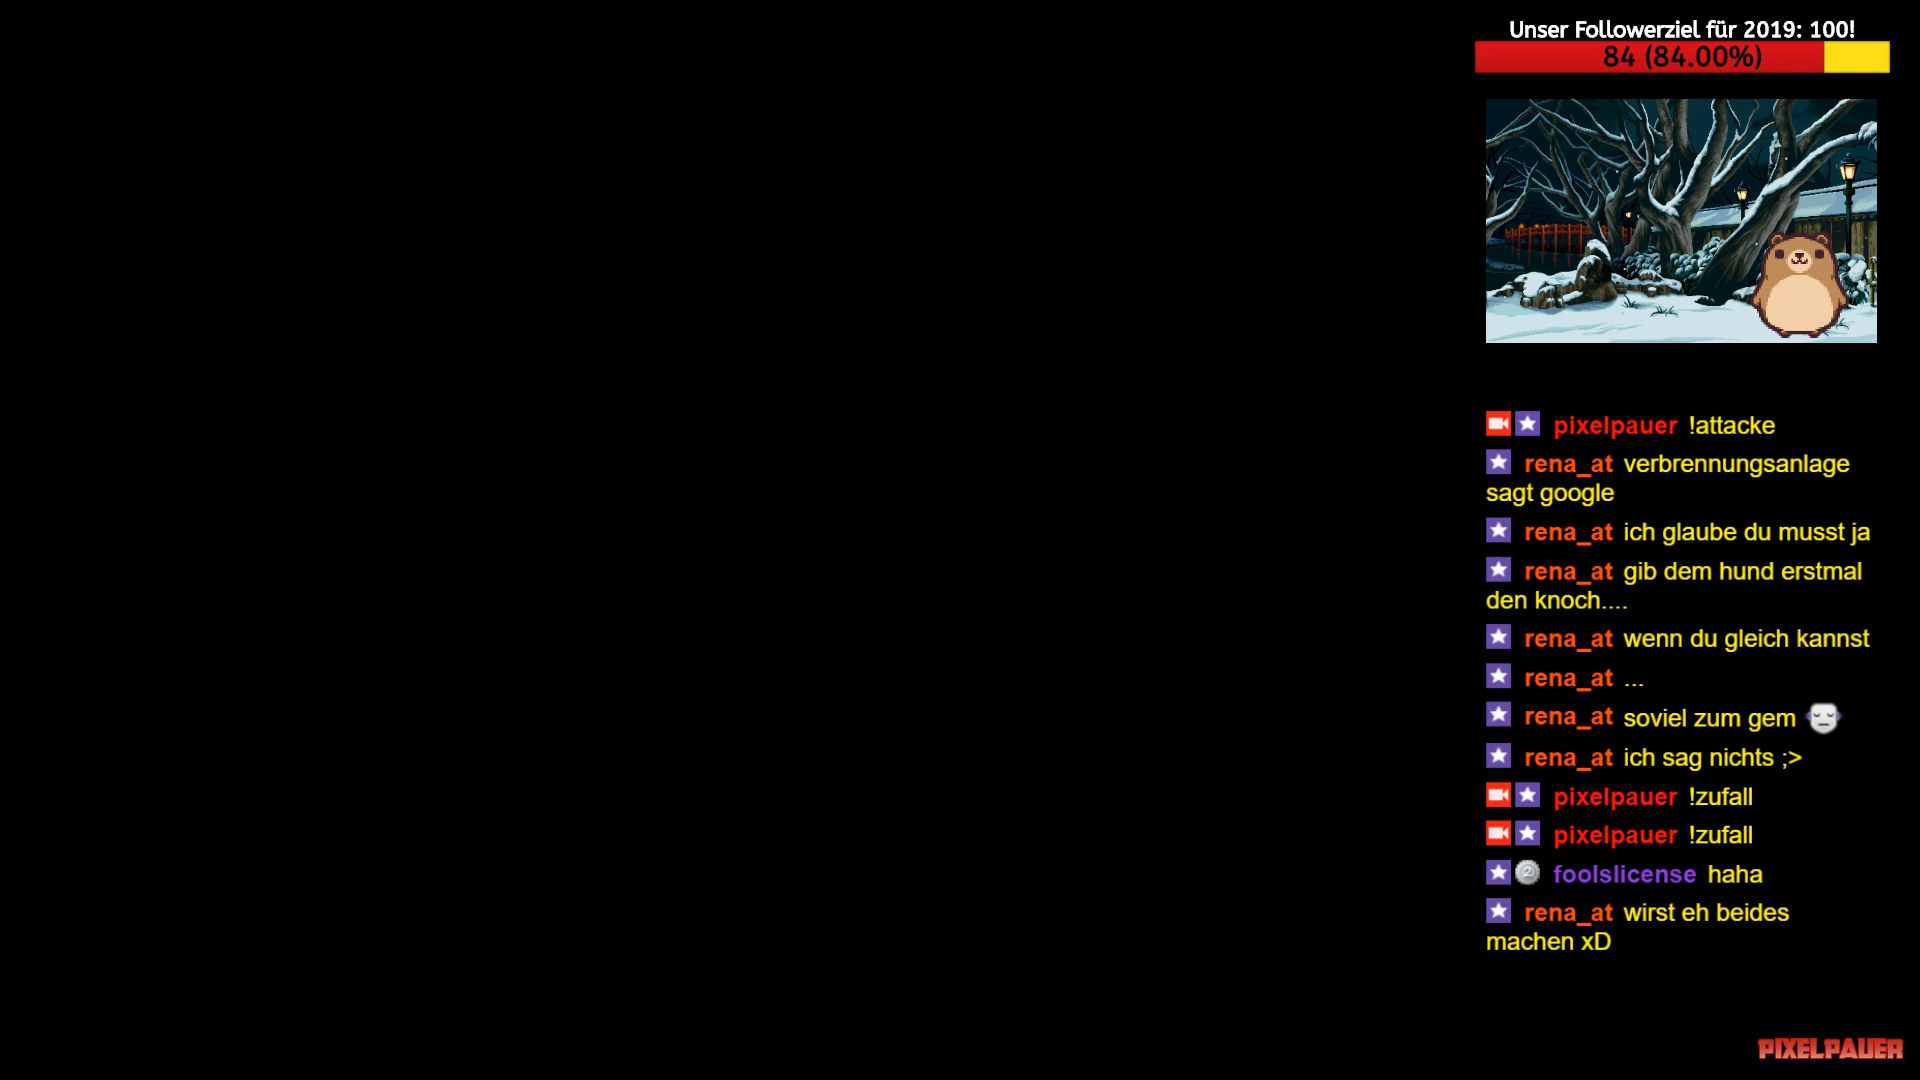 Unser Followerziel für 2019: 100!
84 (84.00%)
pixelpauer !attacke
rena_at verbrennungsanlage
sagt google
rena_at ich glaube du musst ja
rena_at gib dem hund erstmal
den knoch....
rena_at wenn du gleich kannst
rena_at ...
rena_at soviel zum gem
rena_at ich sag nichts ;>
pixelpauer !zufall
pixelpauer !zufall
2 foolslicense haha
rena_at wirst eh beides
machen xD
PIXELPAUER